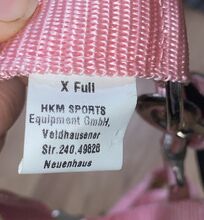 X Full
HKM SPORTS
Equipment GmbH,
Veldhausener
Str.240,49828
Neuenhaus